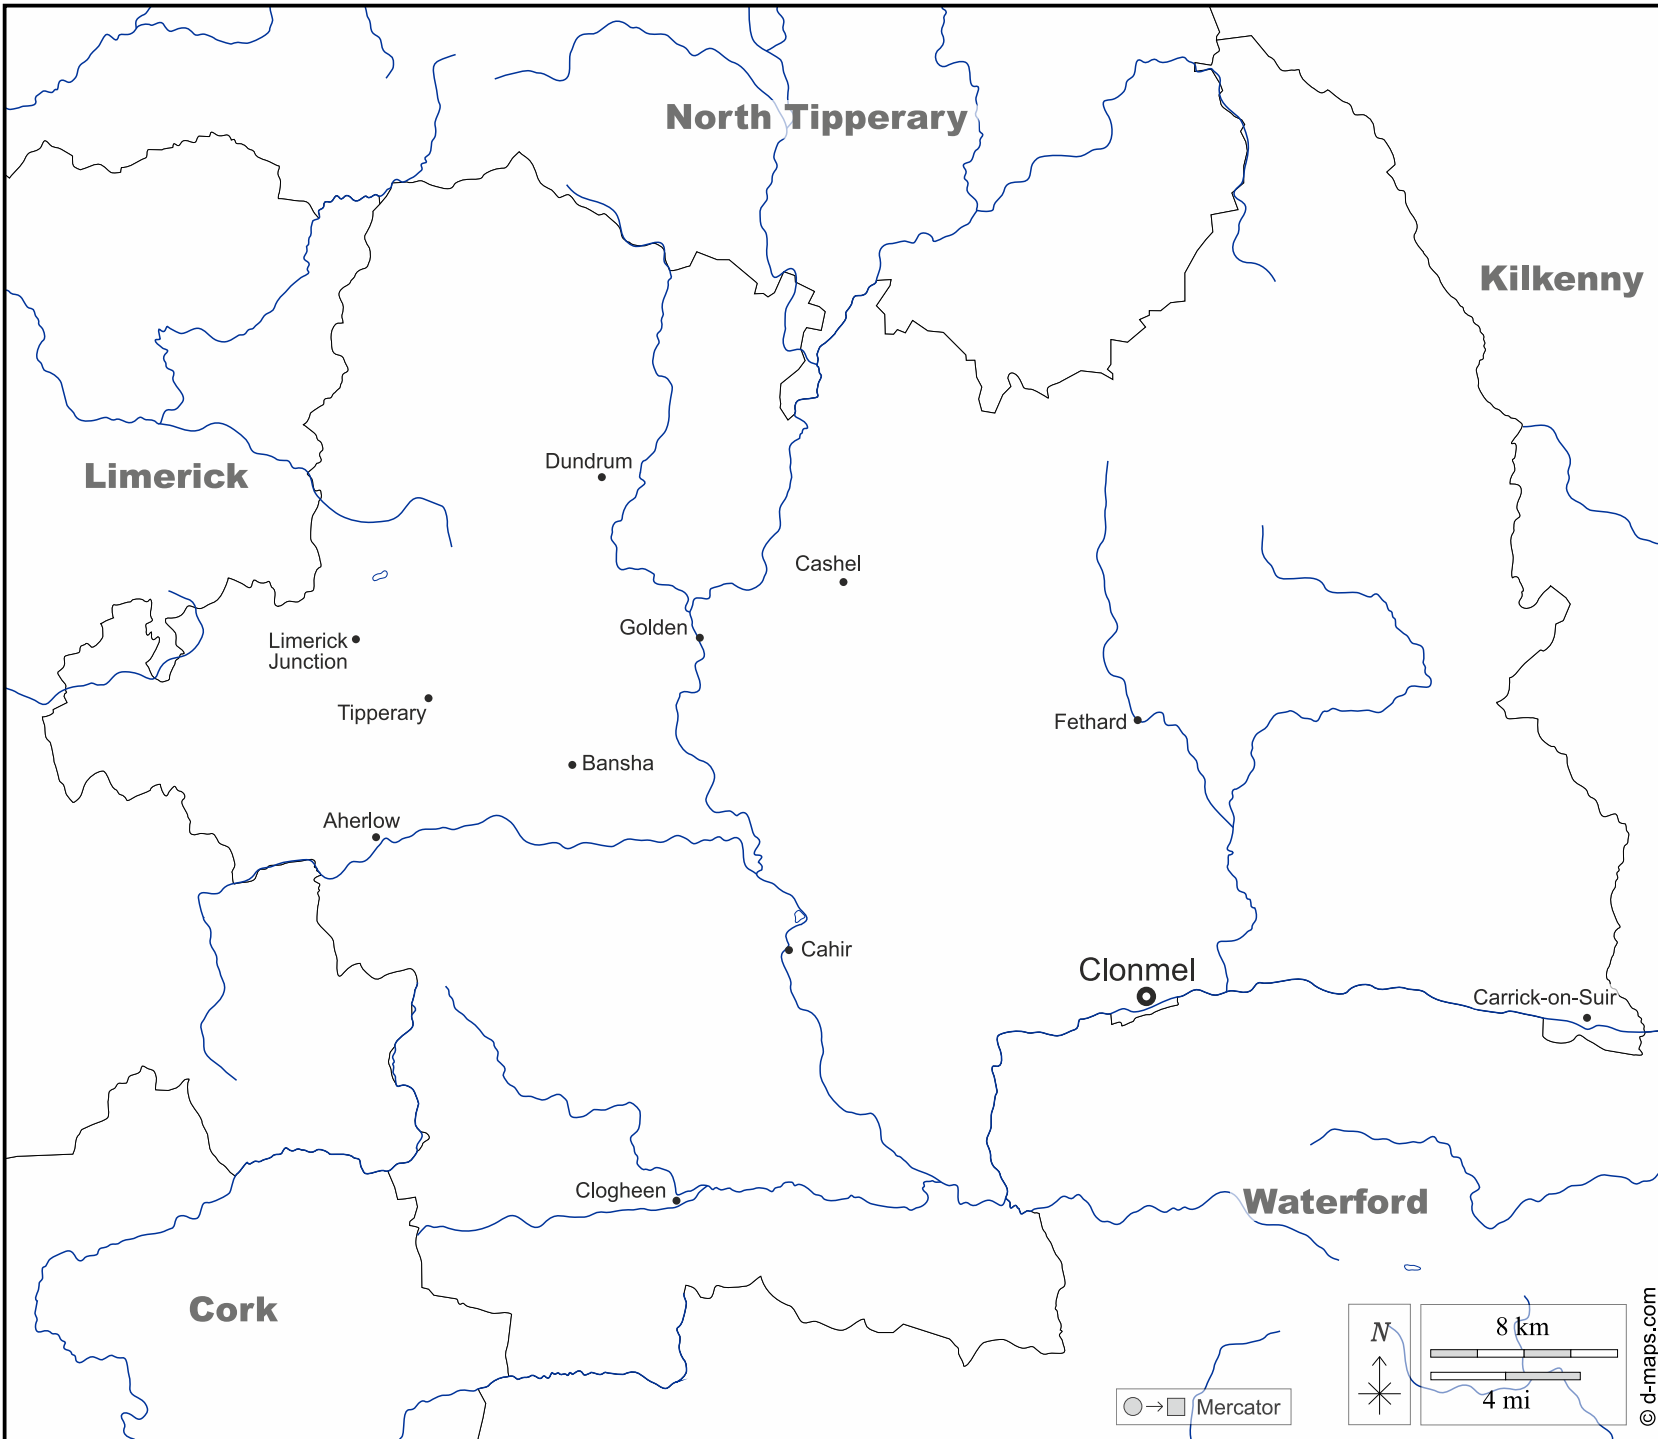 North Tipperary
Kilkenny
Limerick
Dundrum
Cashel
Golden
Limerick
Junction
Tipperary
Fethard
Bansha
Aherlow
Cahir
Clonmel
Carrick-on-Suir
Clogheen
Waterford
Cork
N
8 km
4 mi
Mercator
© d-maps.com